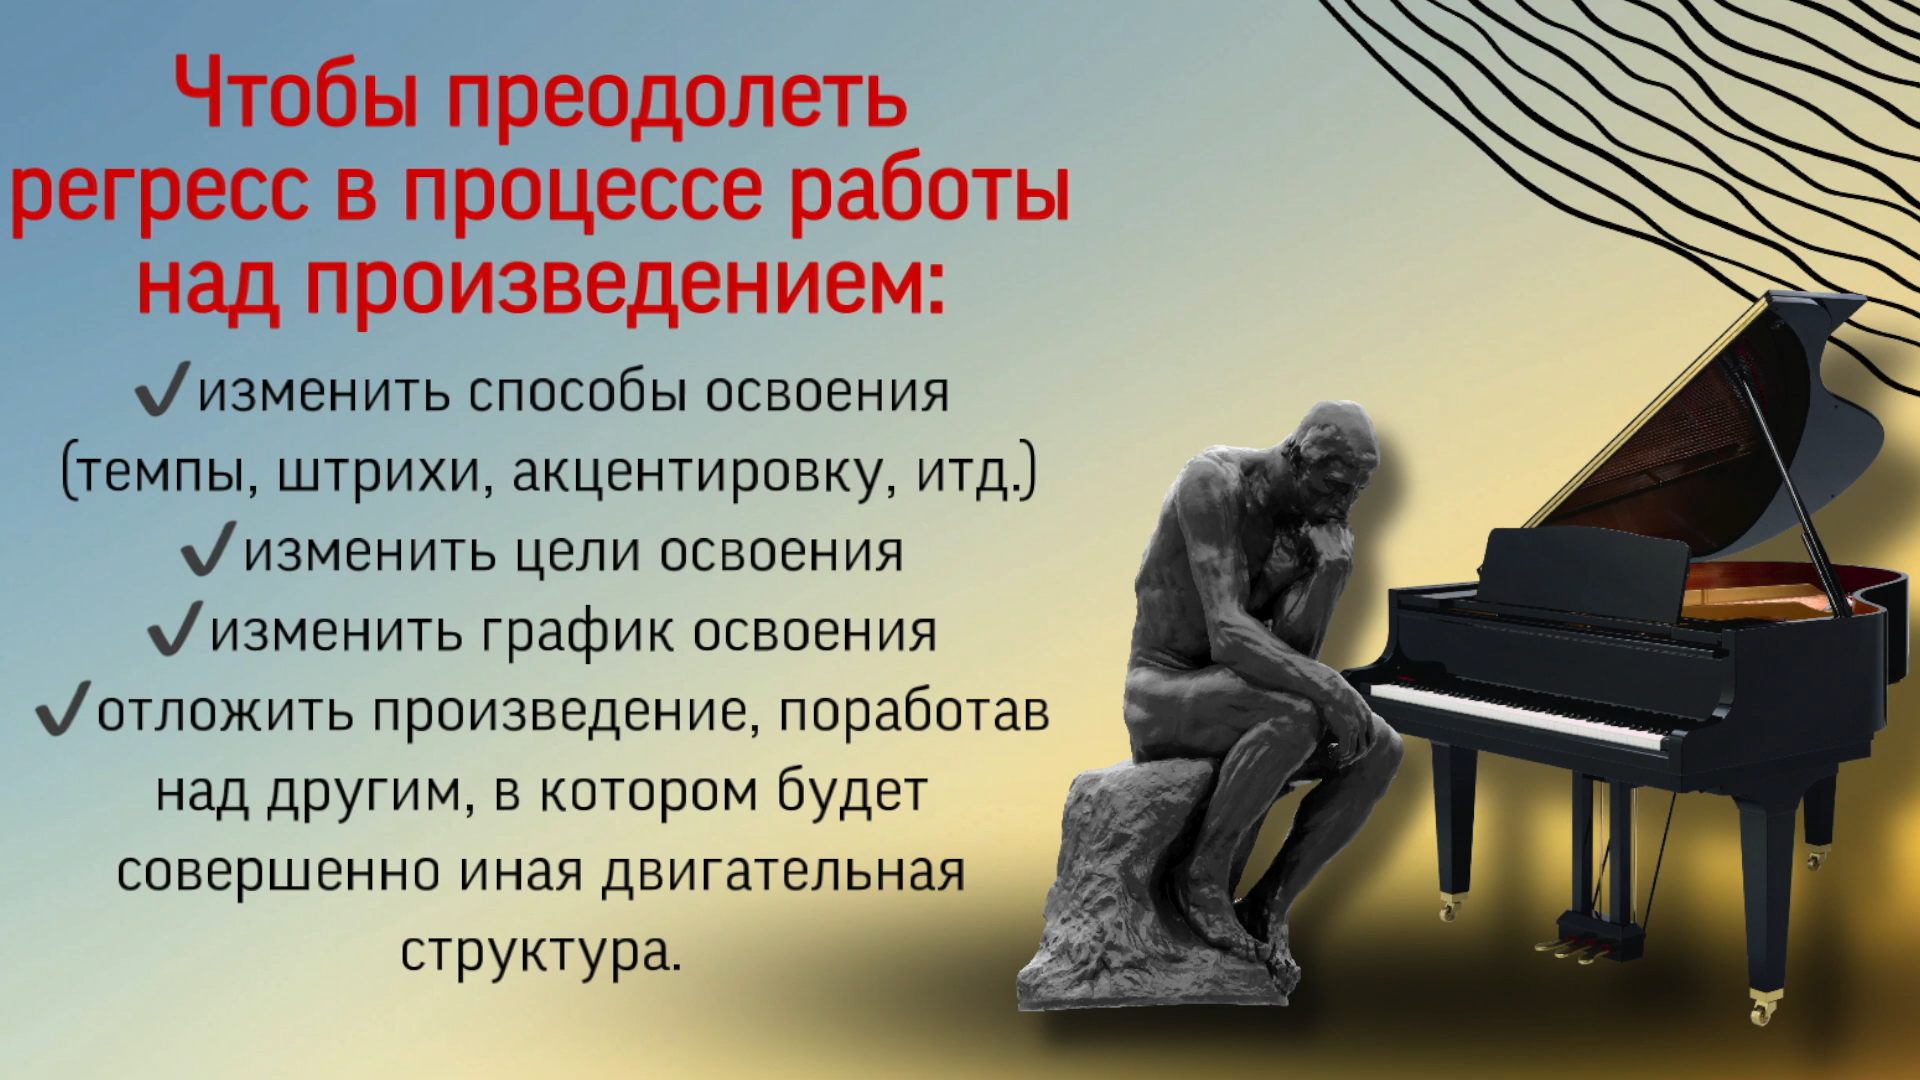 Чтобы преодолеть
регресс в процессе работы
над произведением:
✔изменить способы освоения
(темпы, штрихи, акцентировку, итд.)
✔изменить цели освоения
✔изменить график освоения
✔отложить произведение, поработав
над другим, в котором будет
совершенно иная двигательная
структура.